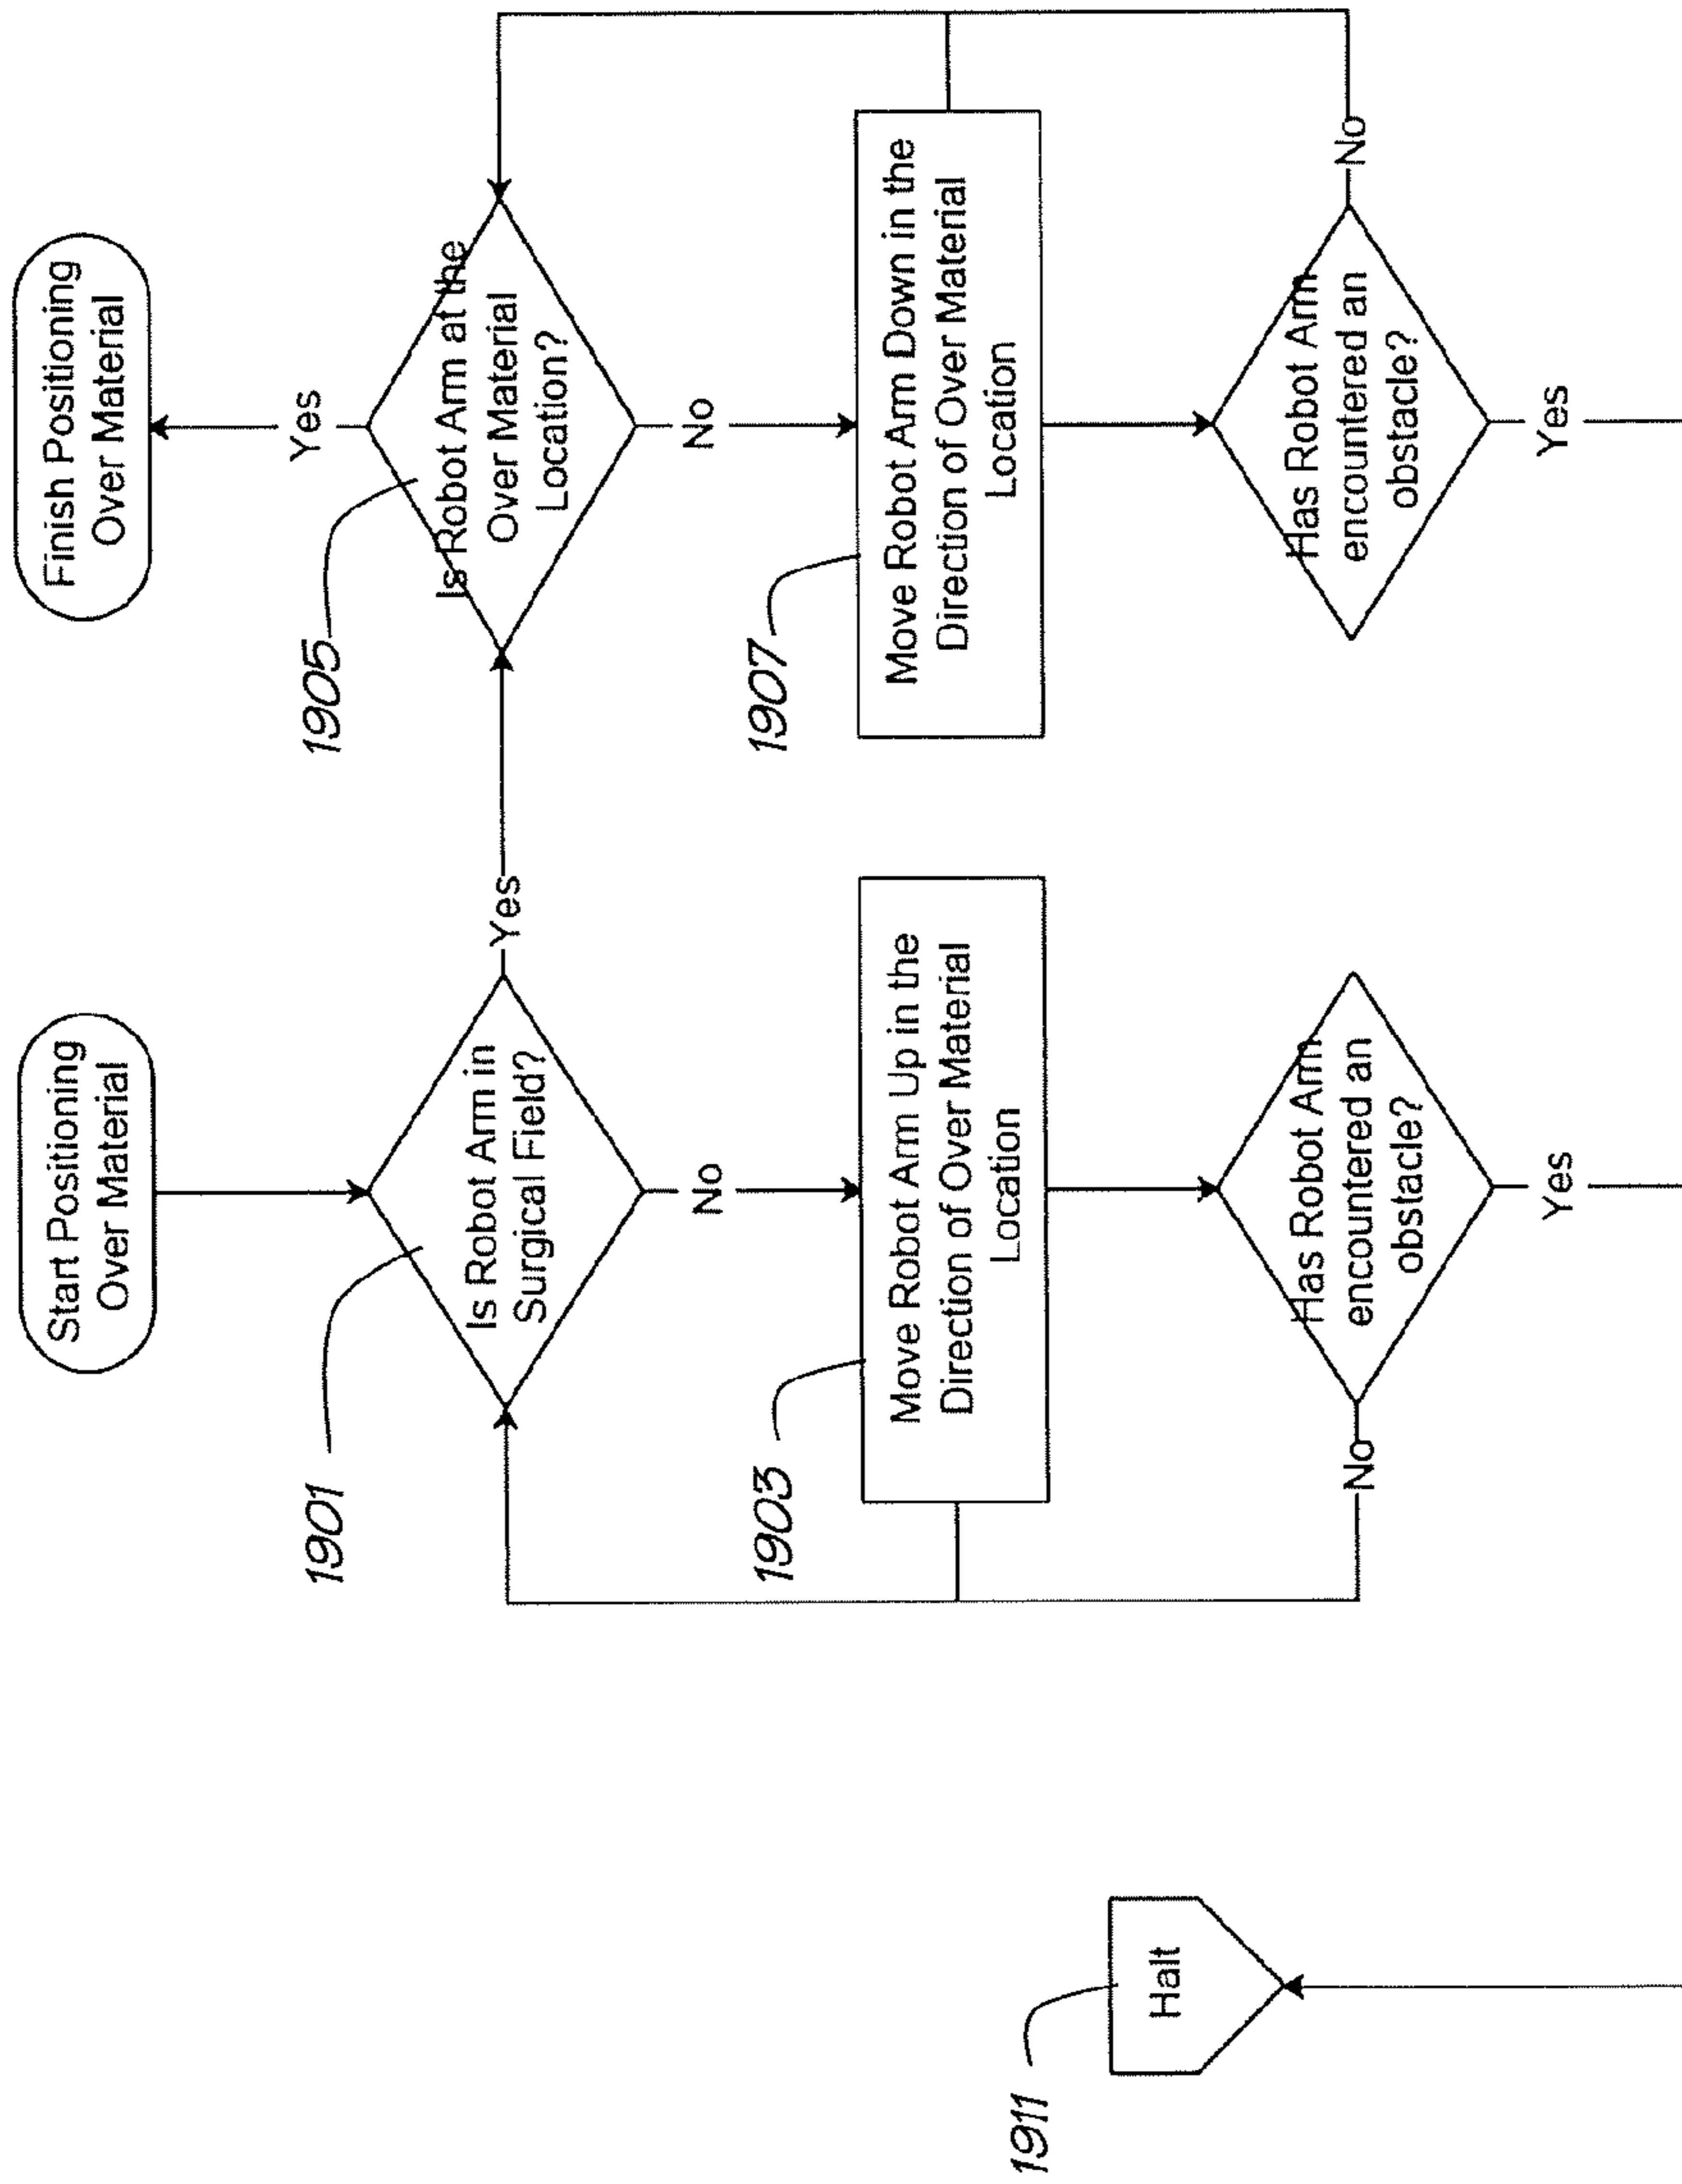 Start Positioning
Over Material
1901
Is Robot Arm in
Surgical Field?
Yes
No
1903
Move Robot Arm Up in the
Direction of Over Material
Location
Has Robot Arm
encountered an
obstacle?
No
Yes
Finish Positioning
Over Material
Yes
1905
Is Robot Arm at the
Over Material
Location?
No
1907
Move Robot Arm Down in the
Direction of Over Material
Location
Has Robot Arm
encountered an
obstacle?
No
Yes
1911
Halt